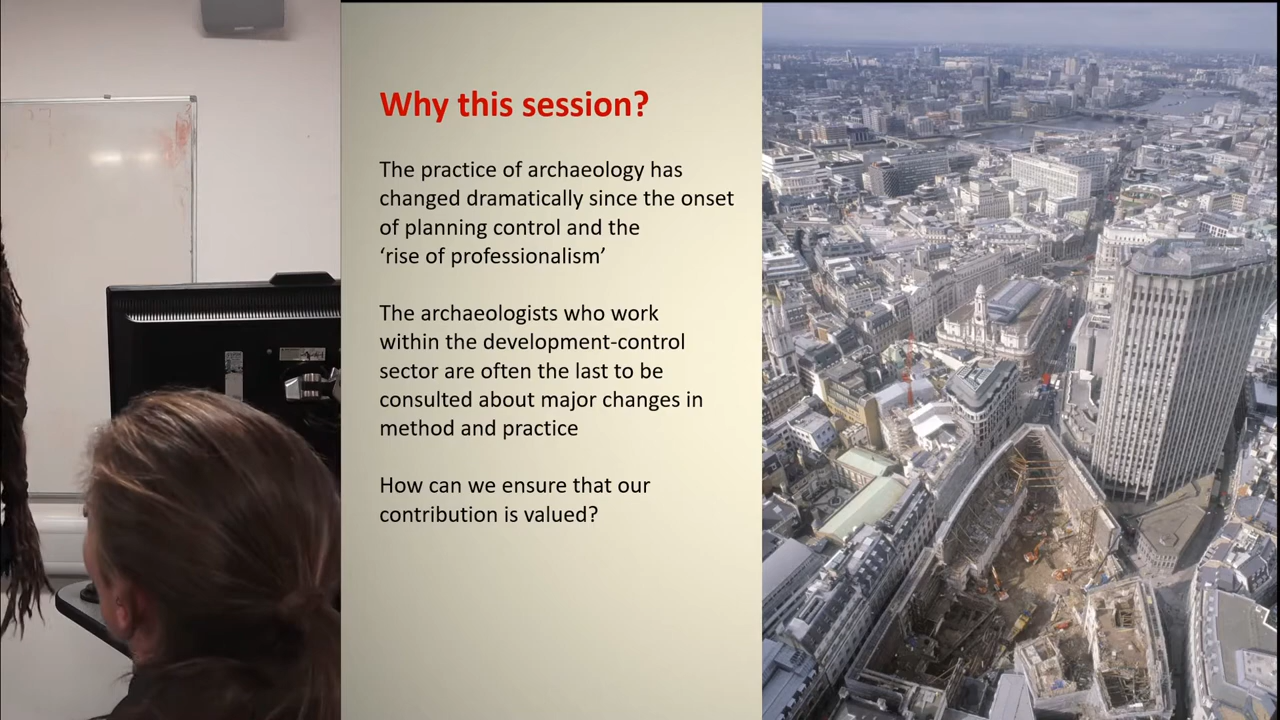 Why this session?
The practice of archaeology has
changed dramatically since the onset
of planning control and the
‘rise of professionalism’
The archaeologists who work
within the development-control
sector are often the last to be
consulted about major changes in
method and practice
How can we ensure that our
contribution is valued?